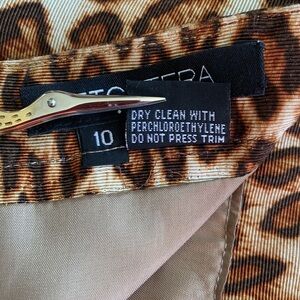 10
DRY CLEAN WITH
PERCHLOROETHYLENE
DO NOT PRESS TRIM